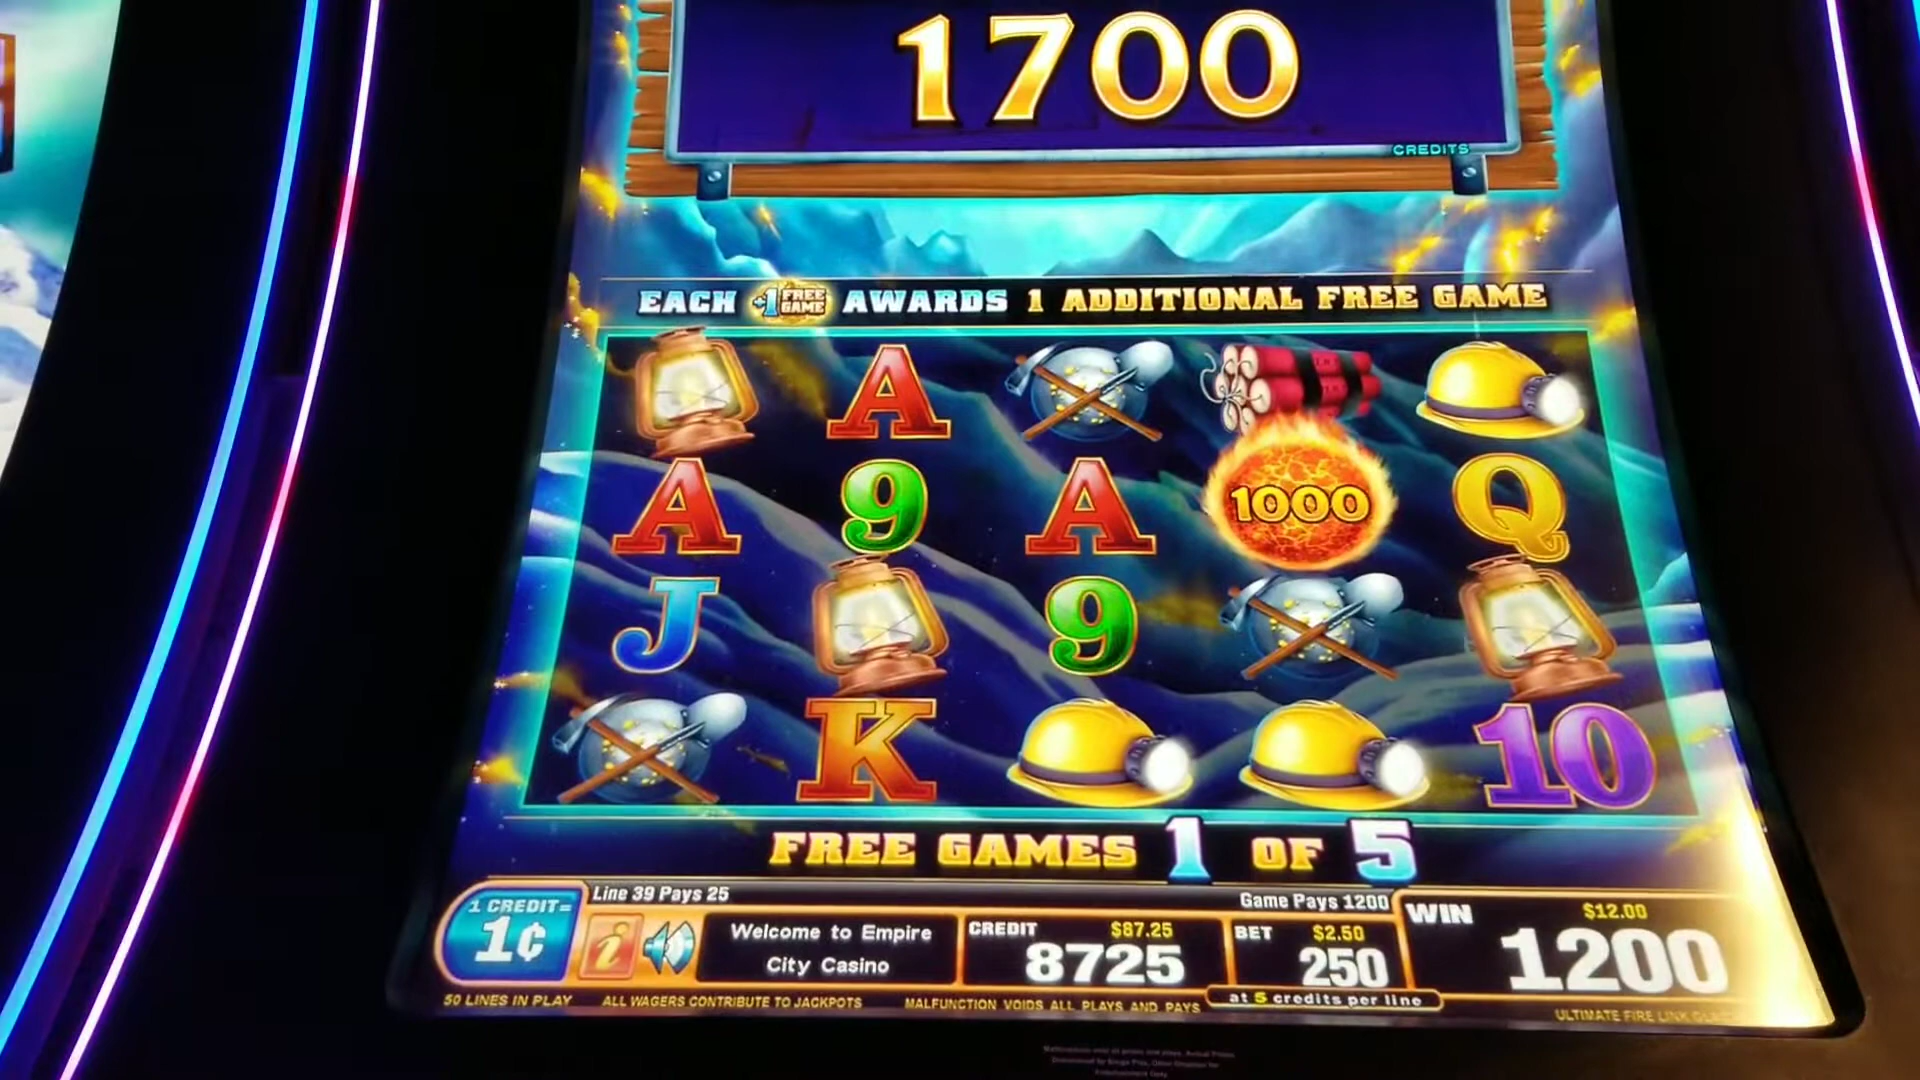 1700
CREDITS
EACH +1 FREE GAME AWARDS 1 ADDITIONAL FREE GAME
A
A 9 A 1000 Q
J 9
K 10
FREE GAMES 1 OF 5
Line 39 Pays 25
Game Pays 1200
1 CREDIT=
1¢
i
Welcome to Empire
City Casino
CREDIT $87.25
8725
BET $2.50
250
WIN $12.00
1200
at 5 credits per line
50 LINES IN PLAY ALL WAGERS CONTRIBUTE TO JACKPOTS MALFUNCTION VOIDS ALL PLAYS AND PAYS ULTIMATE FIRE LINK